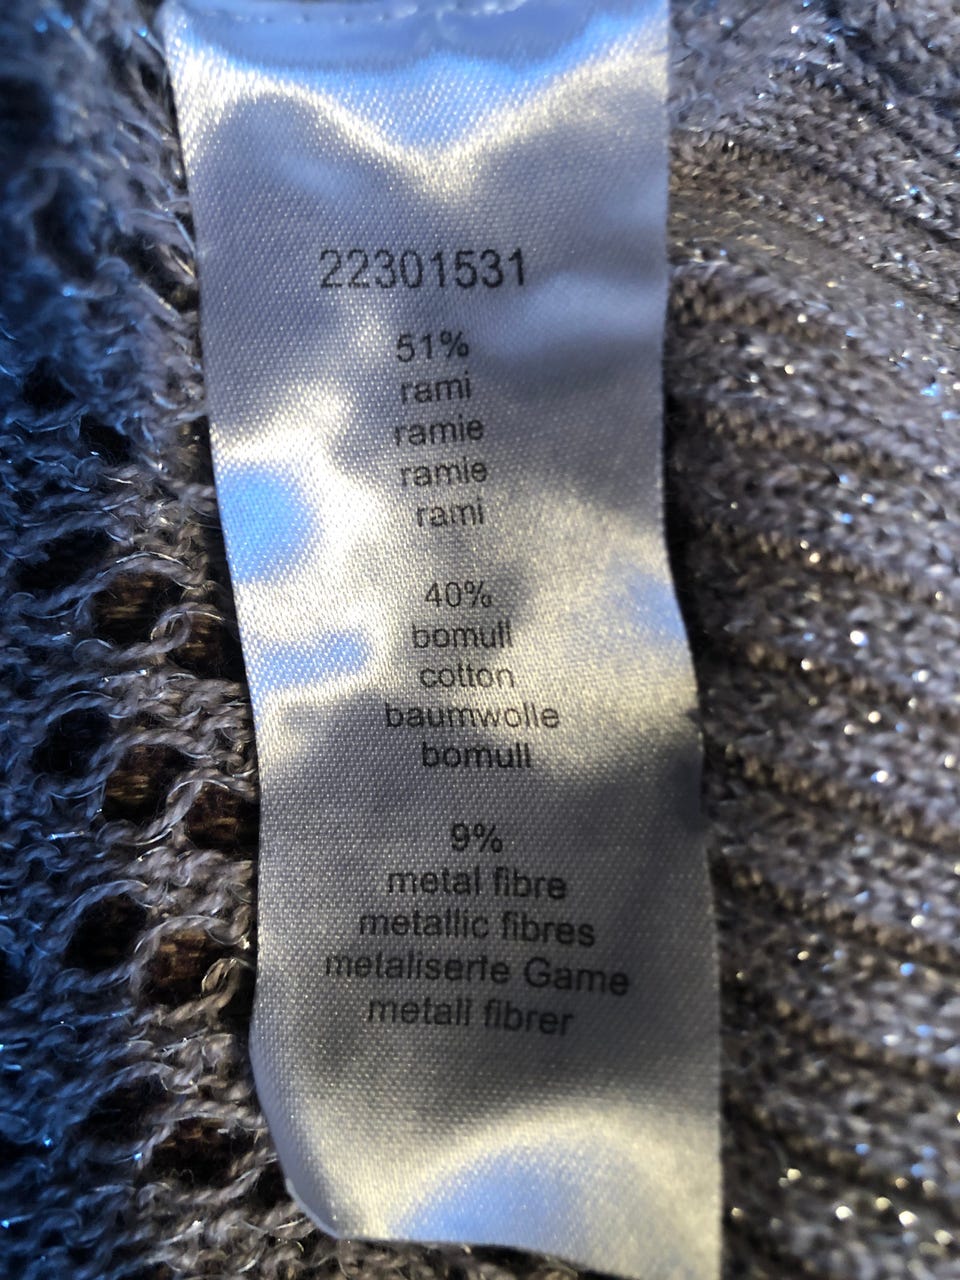 22301531
51%
rami
ramie
ramie
rami
40%
bomull
cotton
baumwolle
bomull
9%
metal fibre
metallic fibres
metaliserte Game
metall fibrer